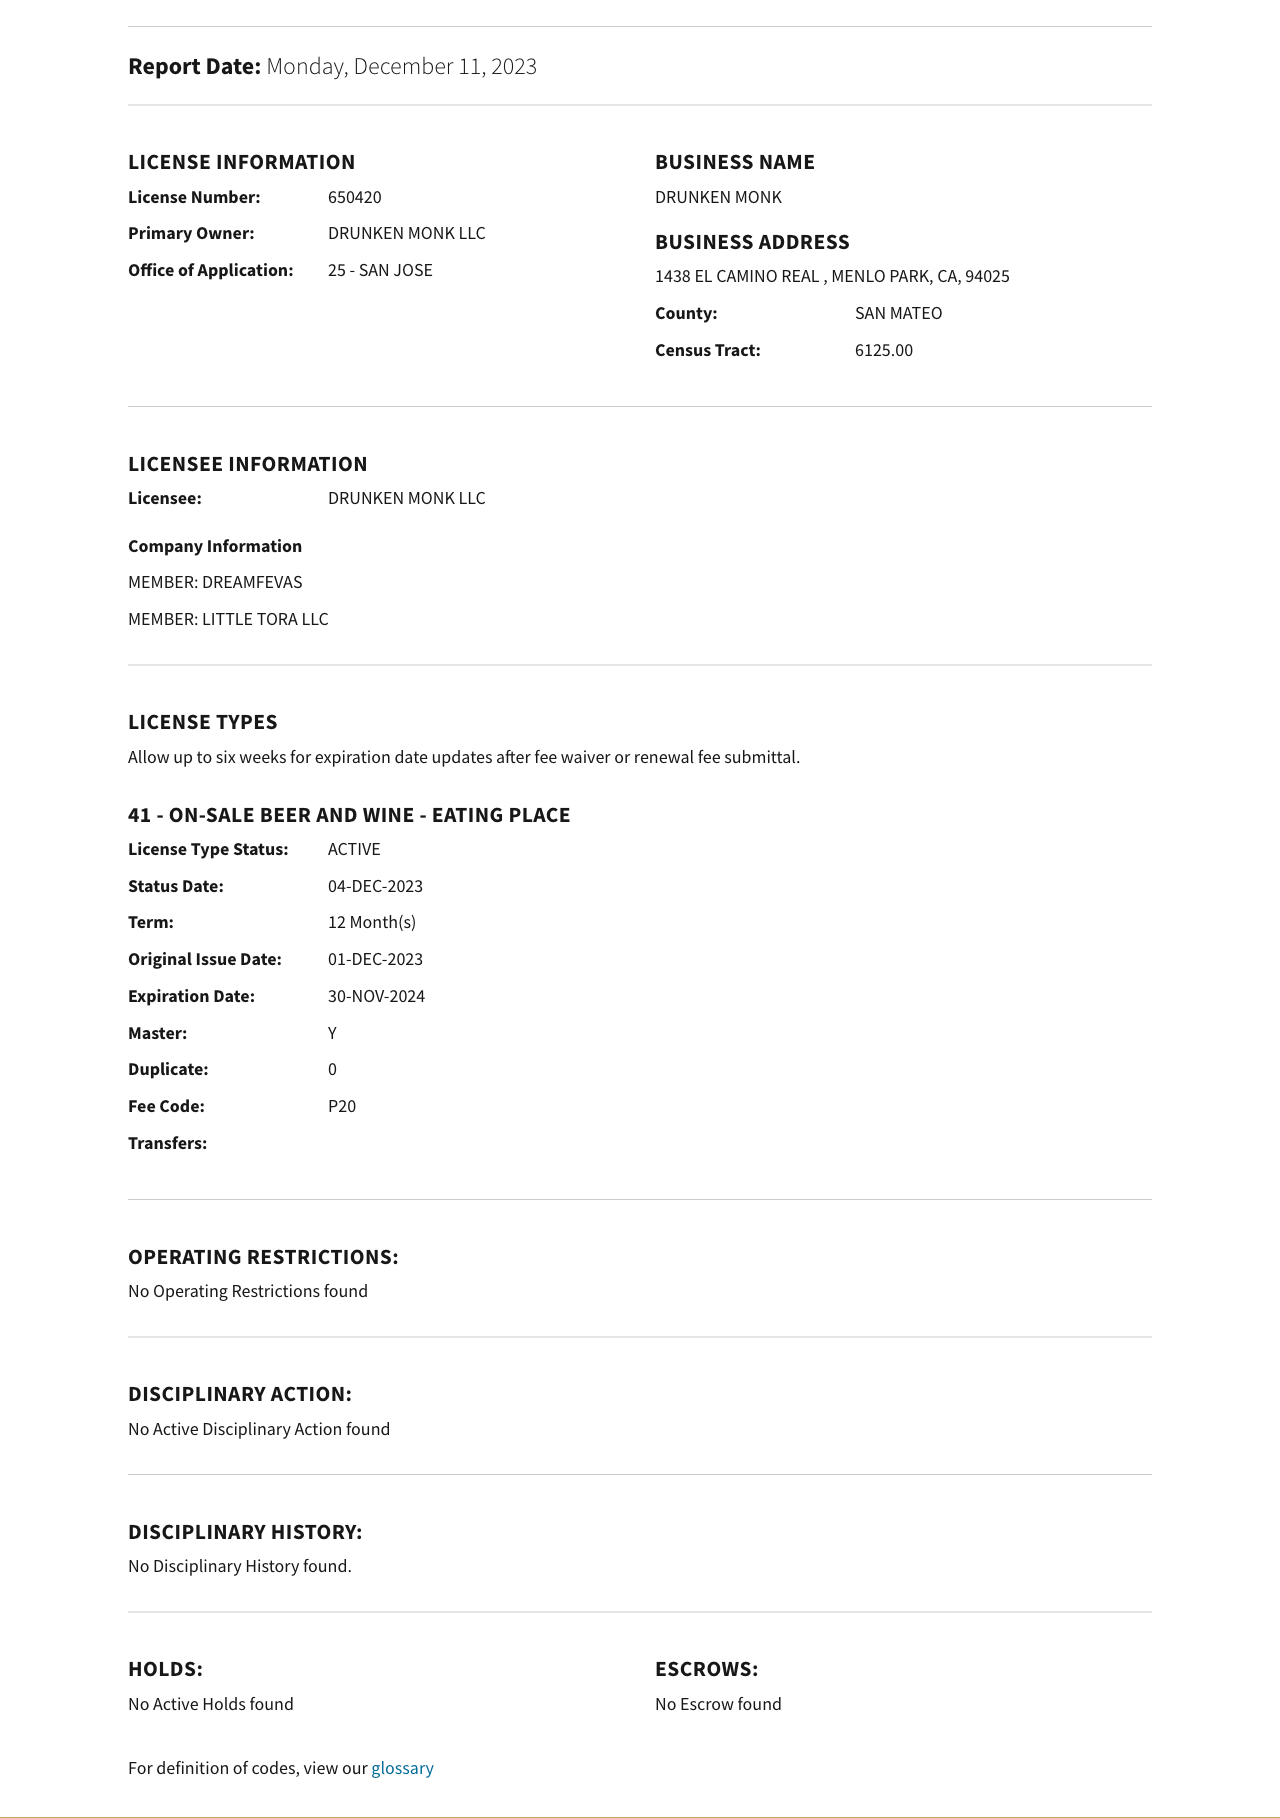 Report Date: Monday, December 11, 2023
LICENSE INFORMATION
License Number: 650420
Primary Owner: DRUNKEN MONK LLC
Office of Application: 25 - SAN JOSE
BUSINESS NAME
DRUNKEN MONK
BUSINESS ADDRESS
1438 EL CAMINO REAL , MENLO PARK, CA, 94025
County: SAN MATEO
Census Tract: 6125.00
LICENSEE INFORMATION
Licensee: DRUNKEN MONK LLC
Company Information
MEMBER: DREAMFEVAS
MEMBER: LITTLE TORA LLC
LICENSE TYPES
Allow up to six weeks for expiration date updates after fee waiver or renewal fee submittal.
41 - ON-SALE BEER AND WINE - EATING PLACE
License Type Status: ACTIVE
Status Date: 04-DEC-2023
Term: 12 Month(s)
Original Issue Date: 01-DEC-2023
Expiration Date: 30-NOV-2024
Master: Y
Duplicate: 0
Fee Code: P20
Transfers:
OPERATING RESTRICTIONS:
No Operating Restrictions found
DISCIPLINARY ACTION:
No Active Disciplinary Action found
DISCIPLINARY HISTORY:
No Disciplinary History found.
HOLDS:
No Active Holds found
ESCROWS:
No Escrow found
For definition of codes, view our glossary